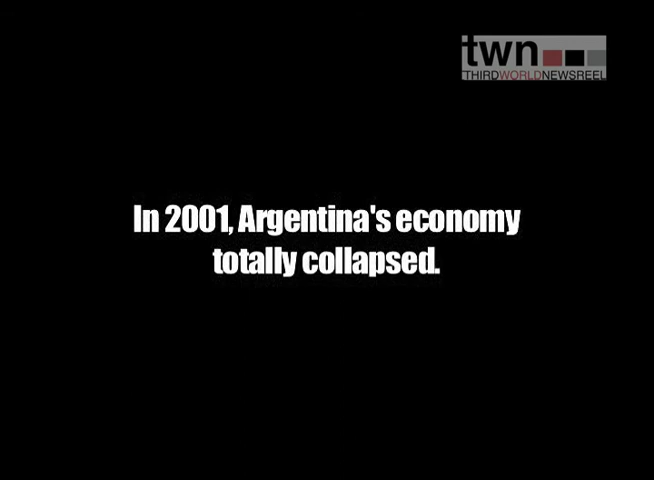 twn
THIRDWORLDNEWSREEL
In 2001, Argentina's economy
totally collapsed.